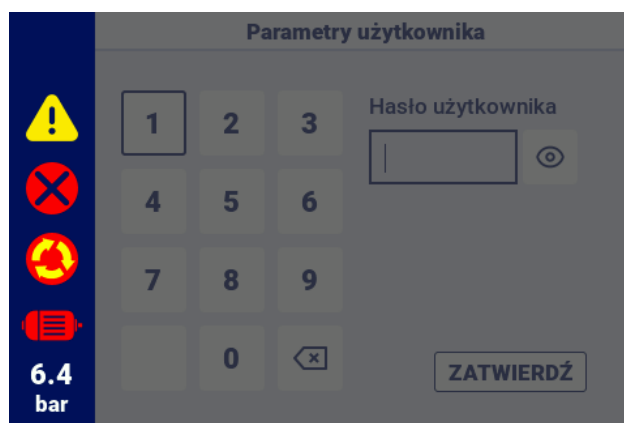 Parametry użytkownika
Hasło użytkownika
1 2 3
4 5 6
7 8 9
0
ZATWIERDŹ
6.4
bar